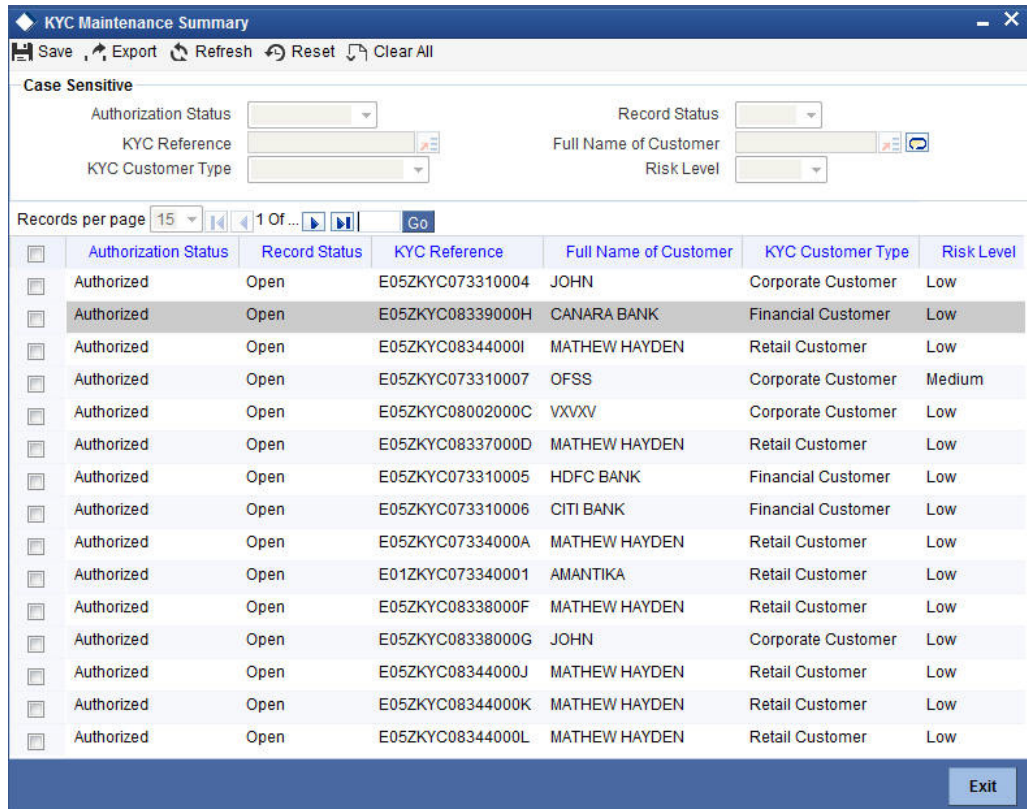 KYC Maintenance Summary
Save Export Refresh Reset Clear All
Case Sensitive
Authorization Status Record Status
KYC Reference Full Name of Customer
KYC Customer Type Risk Level
Records per page 15 1 Of ... Go
Authorization Status Record Status KYC Reference Full Name of Customer KYC Customer Type Risk Level
Authorized Open E05ZKYC073310004 JOHN Corporate Customer Low
Authorized Open E05ZKYC08339000H CANARA BANK Financial Customer Low
Authorized Open E05ZKYC08344000I MATHEW HAYDEN Retail Customer Low
Authorized Open E05ZKYC073310007 OFSS Corporate Customer Medium
Authorized Open E05ZKYC08002000C VXVXV Corporate Customer Low
Authorized Open E05ZKYC08337000D MATHEW HAYDEN Retail Customer Low
Authorized Open E05ZKYC073310005 HDFC BANK Financial Customer Low
Authorized Open E05ZKYC073310006 CITI BANK Financial Customer Low
Authorized Open E05ZKYC07334000A MATHEW HAYDEN Retail Customer Low
Authorized Open E01ZKYC073340001 AMANTIKA Retail Customer Low
Authorized Open E05ZKYC08338000F MATHEW HAYDEN Retail Customer Low
Authorized Open E05ZKYC08338000G JOHN Corporate Customer Low
Authorized Open E05ZKYC08344000J MATHEW HAYDEN Retail Customer Low
Authorized Open E05ZKYC08344000K MATHEW HAYDEN Retail Customer Low
Authorized Open E05ZKYC08344000L MATHEW HAYDEN Retail Customer Low
Exit